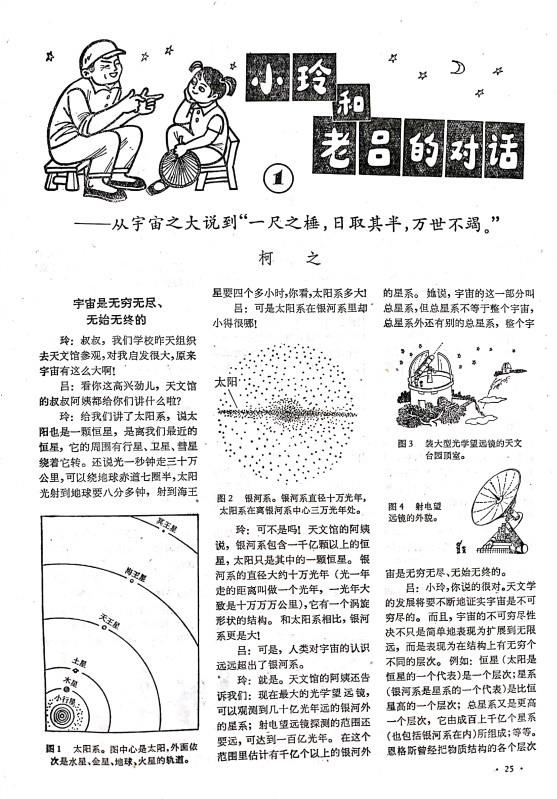 小玲和
老吕的对话
1
——从宇宙之大说到“一尺之棰，日取其半，万世不竭。”
柯 之
宇宙是无穷无尽、
无始无终的
玲：叔叔，我们学校昨天组织
去天文馆参观，对我启发很大，原来
宇宙有这么大啊！
吕：看你这高兴劲儿，天文馆
的叔叔阿姨都给你们讲什么啦？
玲：给我们讲了太阳系，说太
阳也是一颗恒星，是离我们最近的
恒星，它的周围有行星、卫星、彗星
绕着它转。还说光一秒钟走三十万
公里，可以绕地球赤道七圈半，太阳
光射到地球要八分多钟，射到海王
冥王星
海王星
天王星
土星
木星
小行星
图1 太阳系。图中心是太阳，外面依
次是水星、金星、地球、火星的轨道。
星要四个多小时，你看，太阳系多大！
吕：可是太阳系在银河系里却
小得很哪！
太阳
图2 银河系。银河系直径十万光年，
太阳系在离银河系中心三万光年处。
玲：可不是吗！天文馆的阿姨
说，银河系包含一千亿颗以上的恒
星，太阳只是其中的一颗恒星。银
河系的直径大约十万光年（光一年
走的距离叫做一个光年，一光年大
致是十万万万公里），它有一个涡旋
形状的结构。和太阳系相比，银河
系更是大！
吕：可是，人类对宇宙的认识
远远超出了银河系。
玲：就是。天文馆的阿姨还告
诉我们：现在最大的光学望远镜，
可以观测到几十亿光年远的银河外
的星系；射电望远镜探测的范围还
要远，可达到一百亿光年。在这个
范围里估计有千亿个以上的银河外
的星系。她说，宇宙的这一部分叫
总星系，但总星系不等于整个宇宙，
总星系外还有别的总星系，整个宇
图3 装大型光学望远镜的天文
台园顶室。
图4 射电望
远镜的外貌。
宙是无穷无尽、无始无终的。
吕：小玲，你说的很对。天文学
的发展将要不断地证实宇宙是不可
穷尽的。而且，宇宙的不可穷尽性
决不只是简单地表现为扩展到无限
远，而是表现为在结构上有无穷个
不同的层次。例如：恒星（太阳是
恒星的一个代表）是一个层次；星系
（银河系是星系的一个代表）是比恒
星高的一个层次；总星系又是更高
一个层次，它由成百上千亿个星系
（也包括银河系在内）所组成；等等。
恩格斯曾经把物质结构的各个层次
· 25 ·